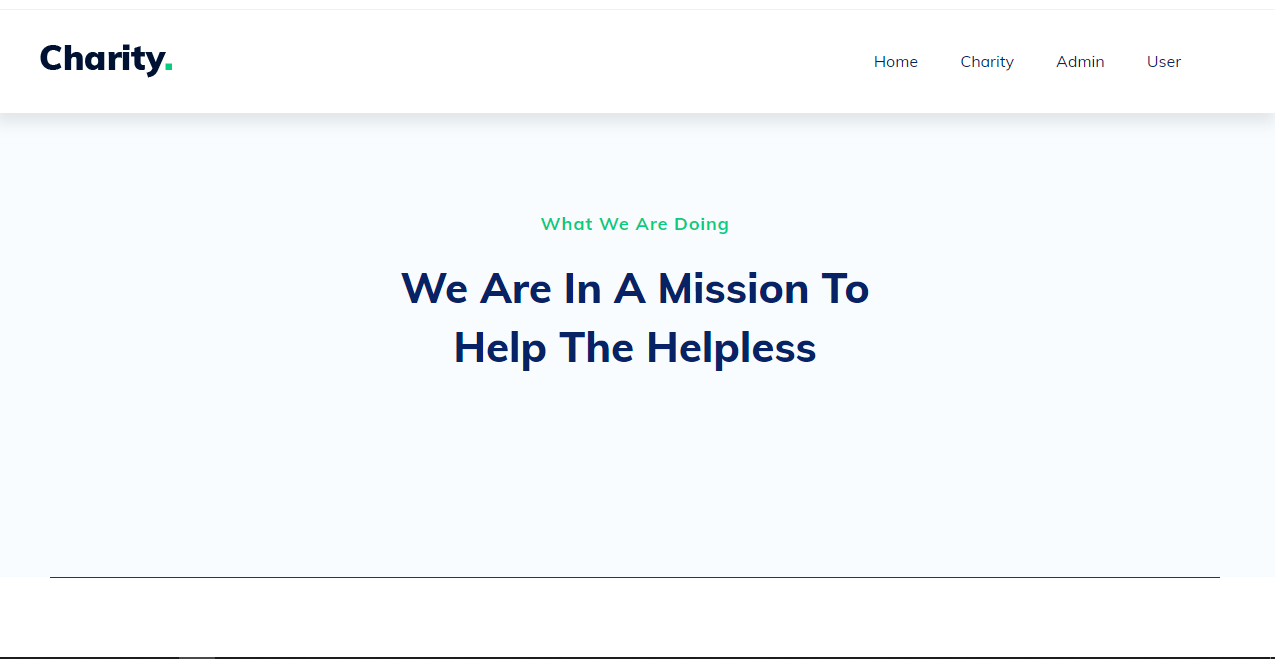 Charity.
Home Charity Admin User
What We Are Doing
We Are In A Mission To
Help The Helpless